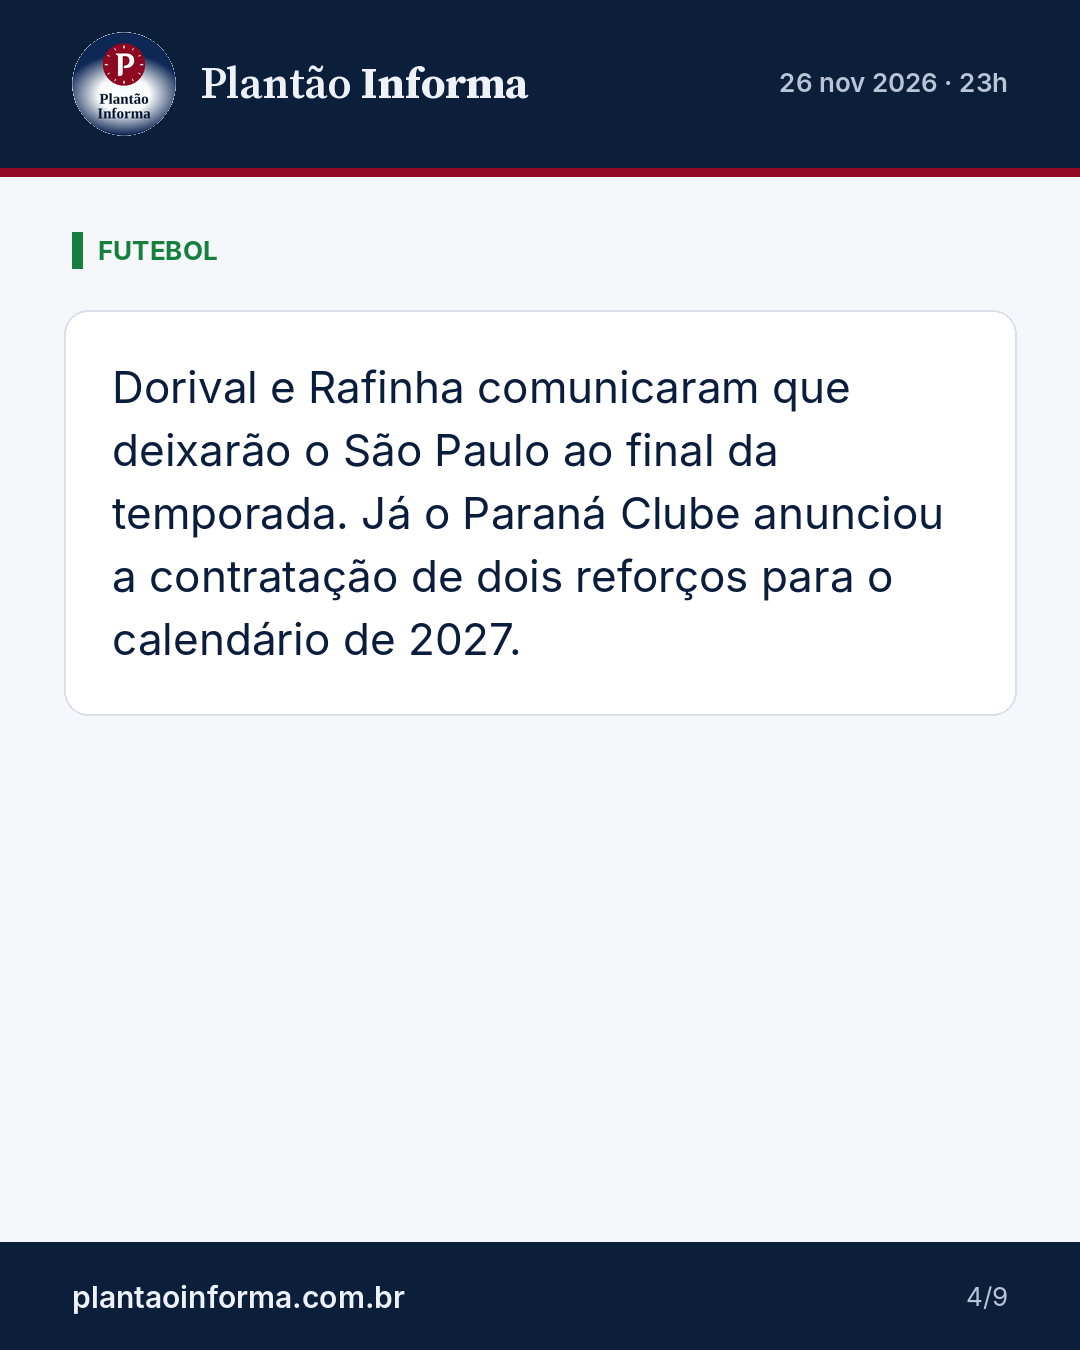 P
Plantão
Informa
Plantão Informa
26 nov 2026 · 23h
FUTEBOL
Dorival e Rafinha comunicaram que
deixarão o São Paulo ao final da
temporada. Já o Paraná Clube anunciou
a contratação de dois reforços para o
calendário de 2027.
plantaoinforma.com.br
4/9